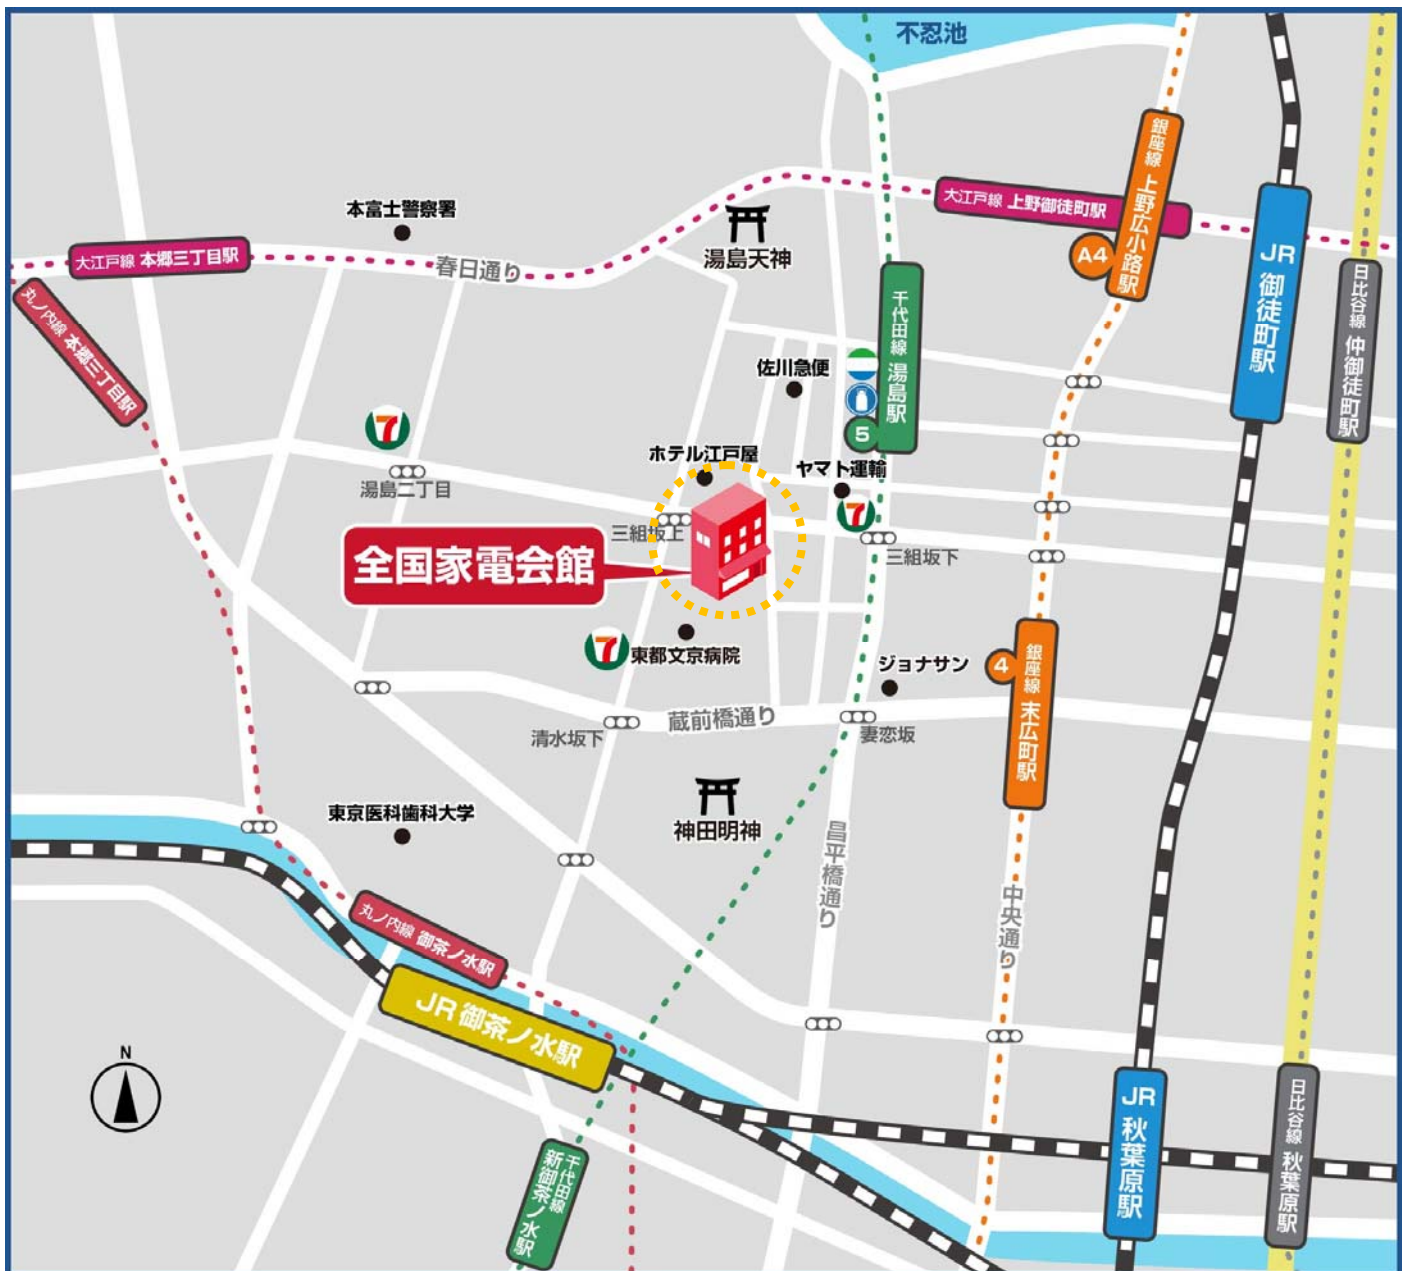 不忍池
銀座線 上野広小路駅
A4
大江戸線 上野御徒町駅
JR 御徒町駅
日比谷線 仲御徒町駅
本富士警察署
湯島天神
大江戸線 本郷三丁目駅
春日通り
丸ノ内線 本郷三丁目駅
千代田線 湯島駅
5
佐川急便
7
ホテル江戸屋
ヤマト運輸
7
湯島二丁目
三組坂上
三組坂下
全国家電会館
7
東都文京病院
ジョナサン
4
銀座線 末広町駅
清水坂下
蔵前橋通り
妻恋坂
東京医科歯科大学
神田明神
昌平橋通り
中央通り
丸ノ内線 御茶ノ水駅
JR 御茶ノ水駅
N
千代田線
新御茶ノ水駅
JR 秋葉原駅
日比谷線 秋葉原駅